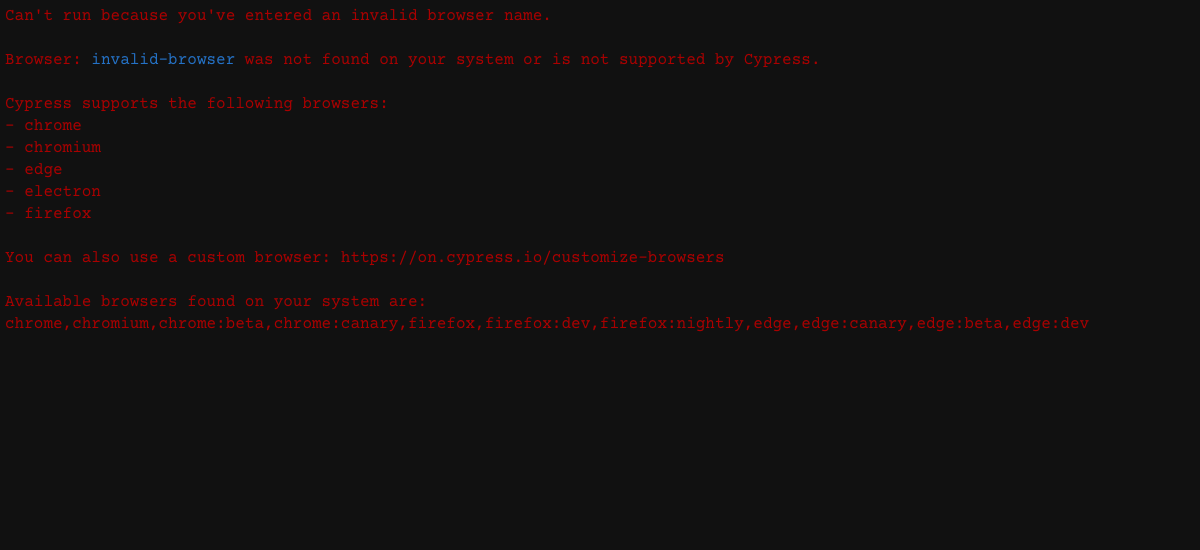 Can't run because you've entered an invalid browser name.
Browser: invalid-browser was not found on your system or is not supported by Cypress.
Cypress supports the following browsers:
- chrome
- chromium
- edge
- electron
- firefox
You can also use a custom browser: https://on.cypress.io/customize-browsers
Available browsers found on your system are:
chrome,chromium,chrome:beta,chrome:canary,firefox,firefox:dev,firefox:nightly,edge,edge:canary,edge:beta,edge:dev